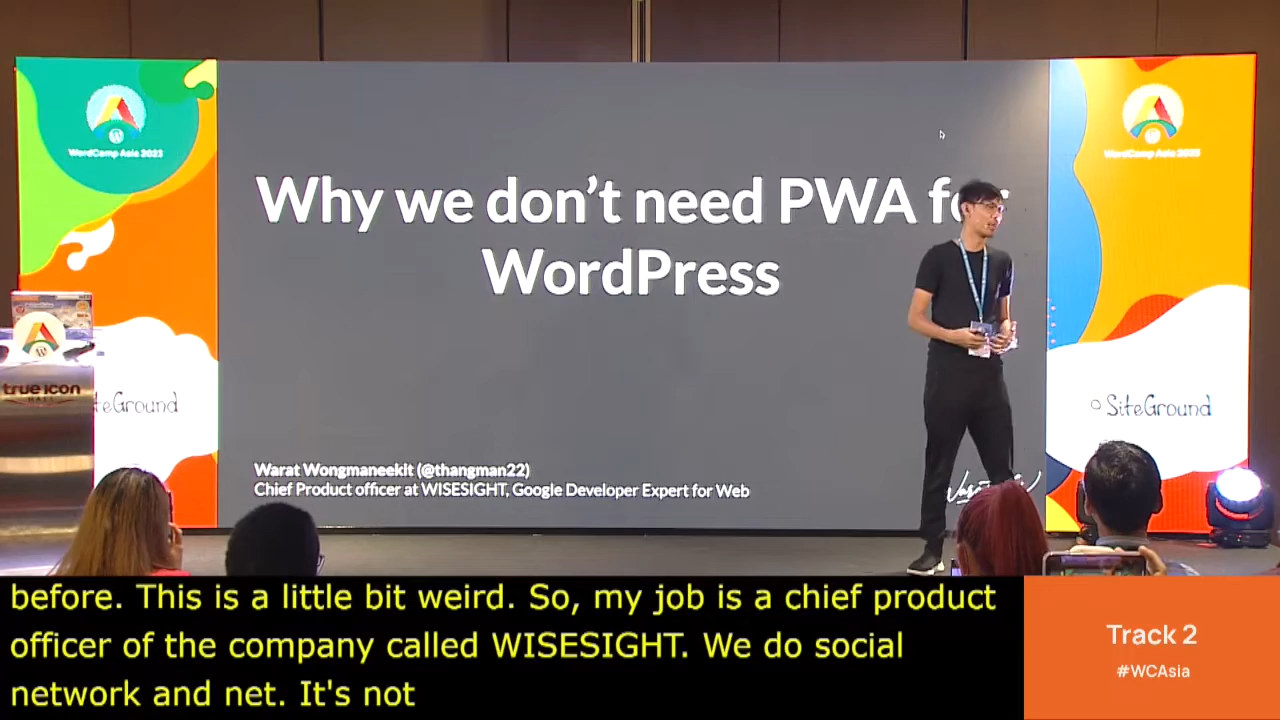 WordCamp Asia 2023
WordCamp Asia 2023
Why we don't need PWA for
WordPress
true icon
HALL
teGround
SiteGround
Warat Wongmaneekit (@thangman22)
Chief Product officer at WISESIGHT, Google Developer Expert for Web
before. This is a little bit weird. So, my job is a chief product
officer of the company called WISESIGHT. We do social
network and net. It's not
Track 2
#WCAsia